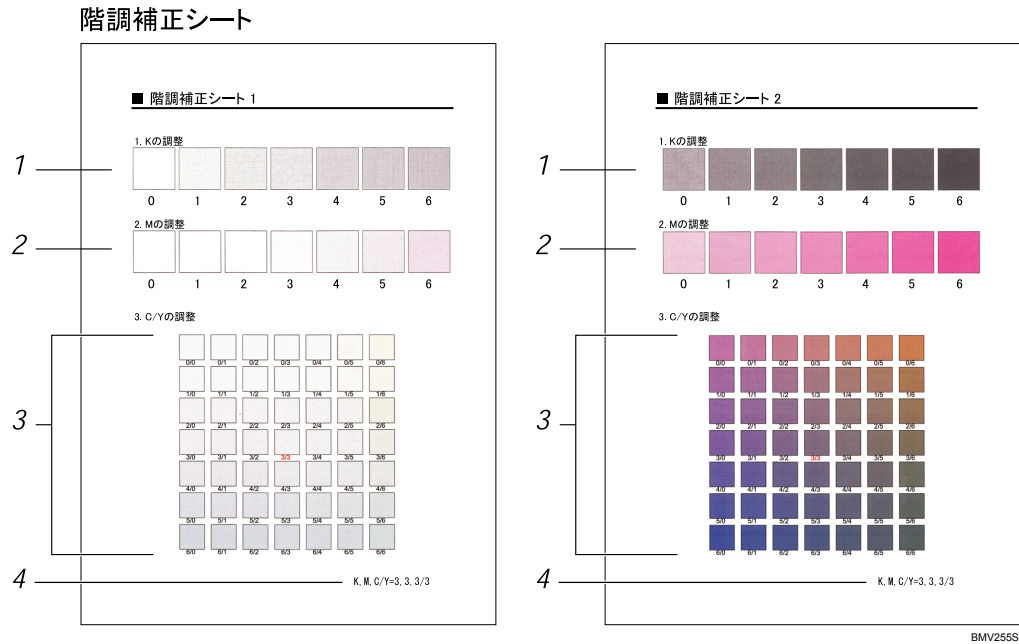 階調補正シート
■ 階調補正シート 1
1. Kの調整
1
0 1 2 3 4 5 6
2. Mの調整
2
0 1 2 3 4 5 6
3. C/Yの調整
3
0/0 0/1 0/2 0/3 0/4 0/5 0/6
1/0 1/1 1/2 1/3 1/4 1/5 1/6
2/0 2/1 2/2 2/3 2/4 2/5 2/6
3/0 3/1 3/2 3/3 3/4 3/5 3/6
4/0 4/1 4/2 4/3 4/4 4/5 4/6
5/0 5/1 5/2 5/3 5/4 5/5 5/6
6/0 6/1 6/2 6/3 6/4 6/5 6/6
4
K, M, C/Y=3, 3, 3/3
■ 階調補正シート 2
1. Kの調整
1
0 1 2 3 4 5 6
2. Mの調整
2
0 1 2 3 4 5 6
3. C/Yの調整
3
0/0 0/1 0/2 0/3 0/4 0/5 0/6
1/0 1/1 1/2 1/3 1/4 1/5 1/6
2/0 2/1 2/2 2/3 2/4 2/5 2/6
3/0 3/1 3/2 3/3 3/4 3/5 3/6
4/0 4/1 4/2 4/3 4/4 4/5 4/6
5/0 5/1 5/2 5/3 5/4 5/5 5/6
6/0 6/1 6/2 6/3 6/4 6/5 6/6
4
K, M, C/Y=3, 3, 3/3
BMV255S